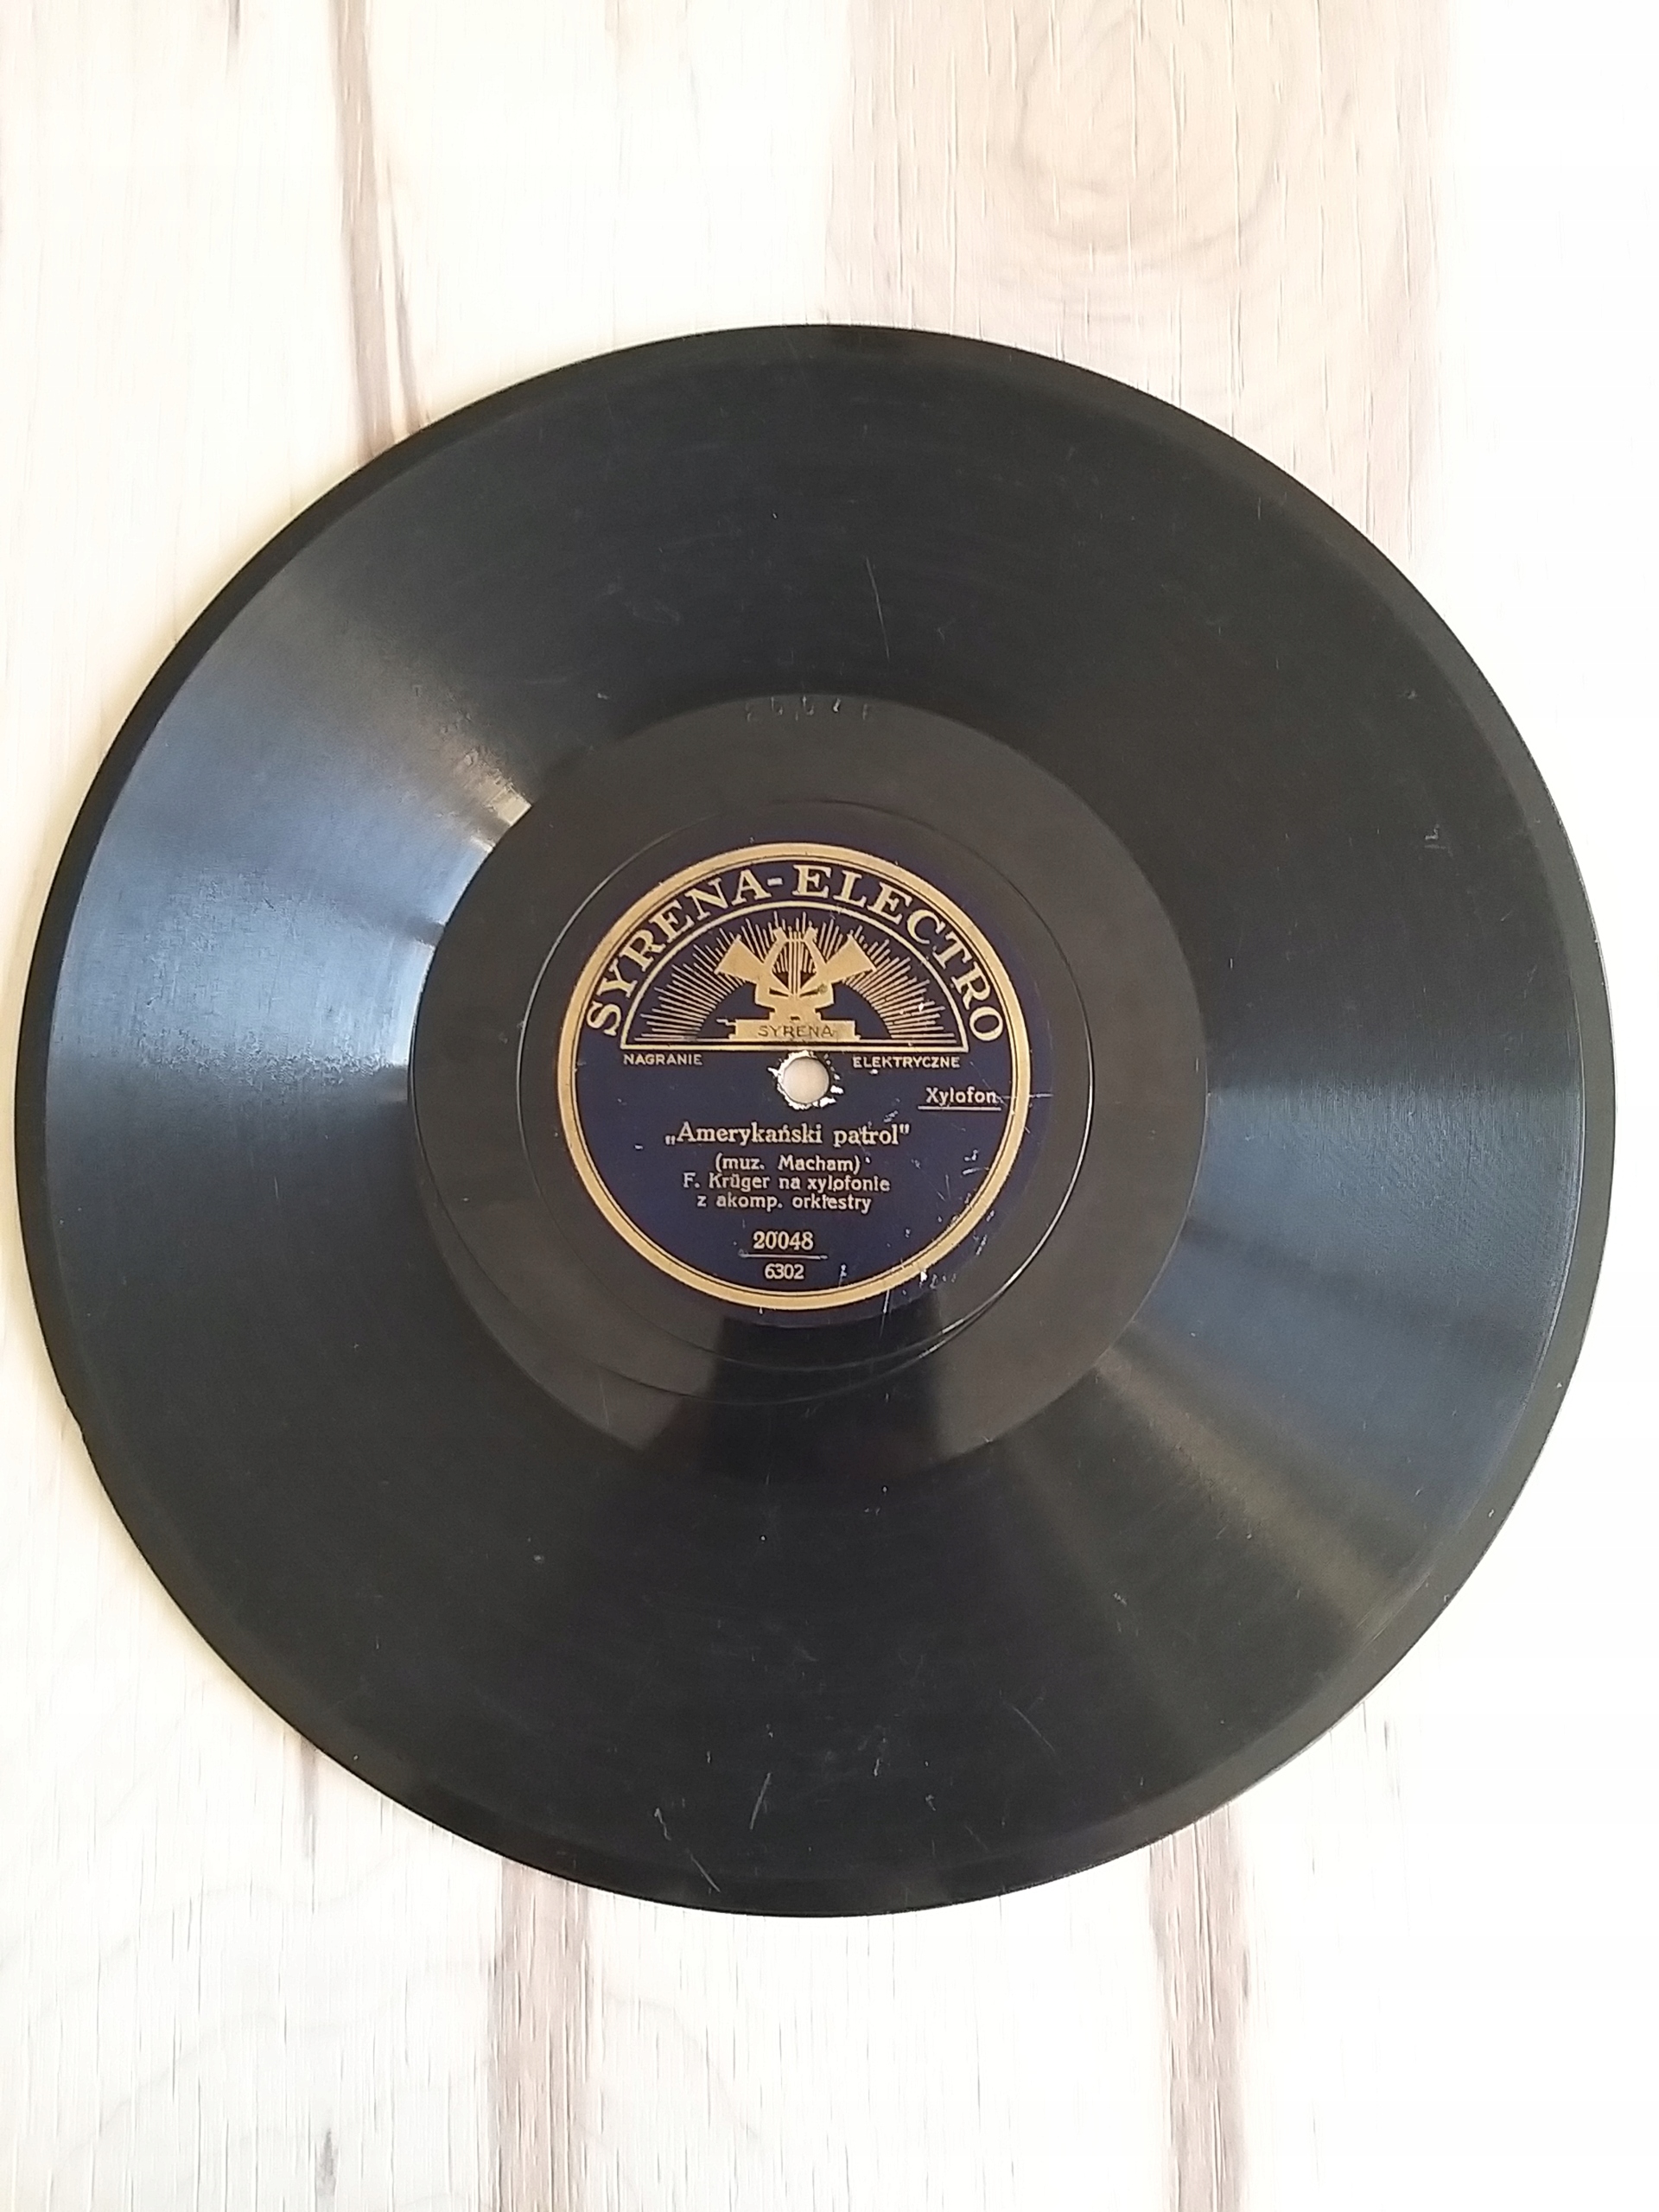 SYRENA-ELECTRO
SYRENA
NAGRANIE ELEKTRYCZNE
Xylofon
„Amerykański patrol"
(muz. Macham)
F. Krüger na xylofonie
z akomp. orkiestry
20048
6302